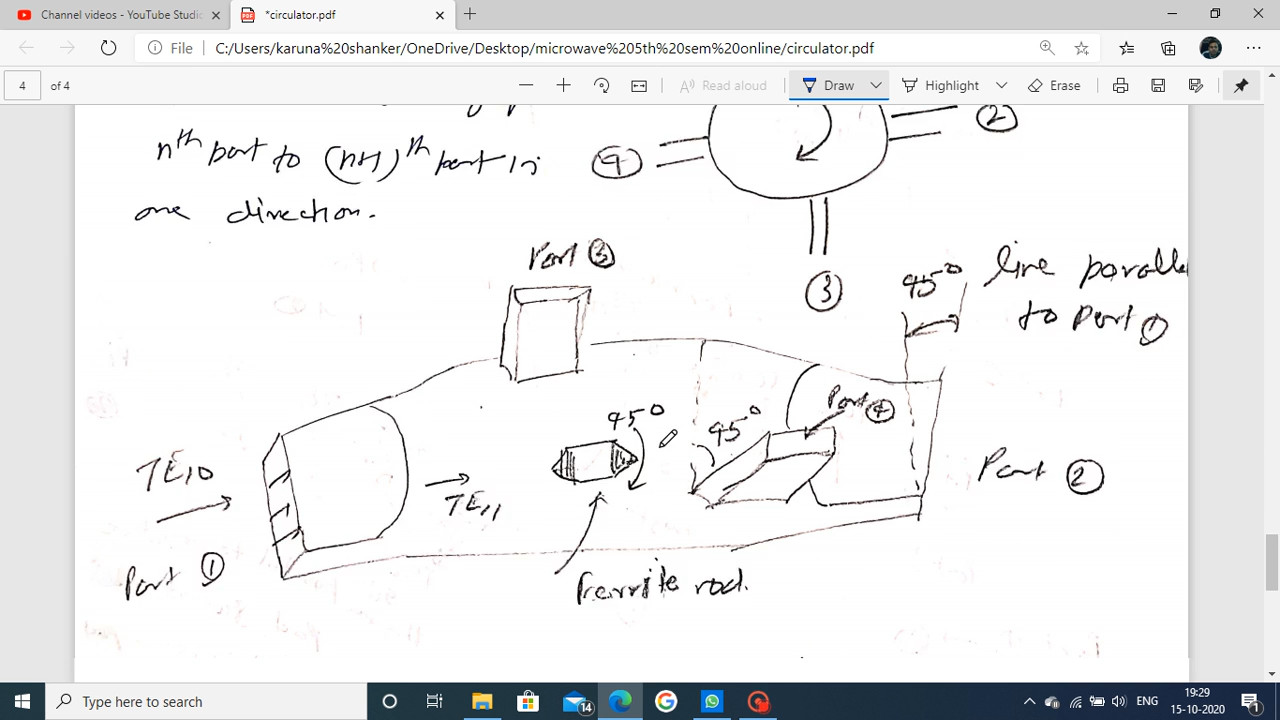 Channel videos - YouTube Studio
*circulator.pdf
File
C:/Users/karuna%20shanker/OneDrive/Desktop/microwave%205th%20sem%20online/circulator.pdf
4 of 4
Read aloud
Draw
Highlight
Erase
nth port to (n+1)th port in
one direction.
4
2
3
Port 3
45° line parallel
to port 1
TE10
TE11
45°
45°
Port 4
Port 2
Port 1
Ferrite rod.
Type here to search
14
ENG
19:29
15-10-2020
1